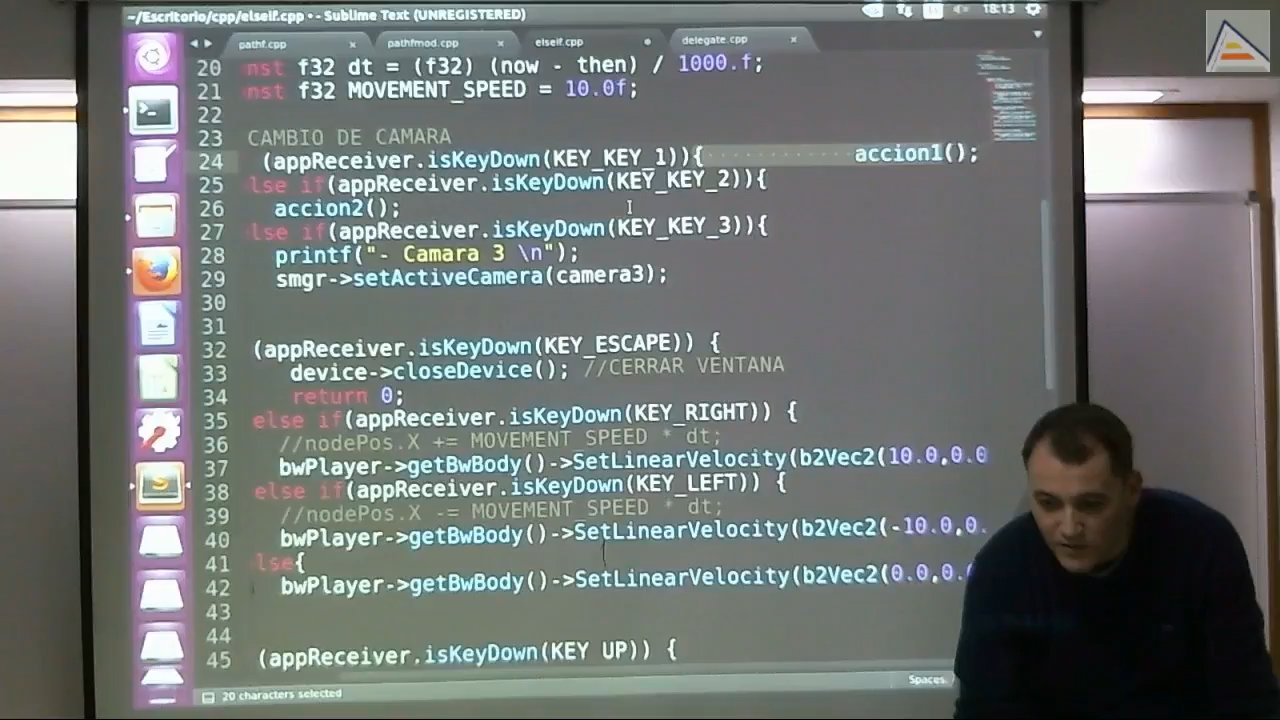 ~/Escritorio/cpp/elseif.cpp • - Sublime Text (UNREGISTERED)
18:13
pathf.cpp
pathfmod.cpp
elseif.cpp
delegate.cpp
20 nst f32 dt = (f32) (now - then) / 1000.f;
21 nst f32 MOVEMENT_SPEED = 10.0f;
22
23 CAMBIO DE CAMARA
24 (appReceiver.isKeyDown(KEY_KEY_1)){ accion1();
25 lse if(appReceiver.isKeyDown(KEY_KEY_2)){
26 accion2();
27 lse if(appReceiver.isKeyDown(KEY_KEY_3)){
28 printf("- Camara 3 \n");
29 smgr->setActiveCamera(camera3);
30
31
32 (appReceiver.isKeyDown(KEY_ESCAPE)) {
33 device->closeDevice(); //CERRAR VENTANA
34 return 0;
35 else if(appReceiver.isKeyDown(KEY_RIGHT)) {
36 //nodePos.X += MOVEMENT_SPEED * dt;
37 bwPlayer->getBwBody()->SetLinearVelocity(b2Vec2(10.0,0.0
38 else if(appReceiver.isKeyDown(KEY_LEFT)) {
39 //nodePos.X -= MOVEMENT_SPEED * dt;
40 bwPlayer->getBwBody()->SetLinearVelocity(b2Vec2(-10.0,0.
41 lse{
42 bwPlayer->getBwBody()->SetLinearVelocity(b2Vec2(0.0,0.0
43
44
45 (appReceiver.isKeyDown(KEY_UP)) {
20 characters selected
Spaces: